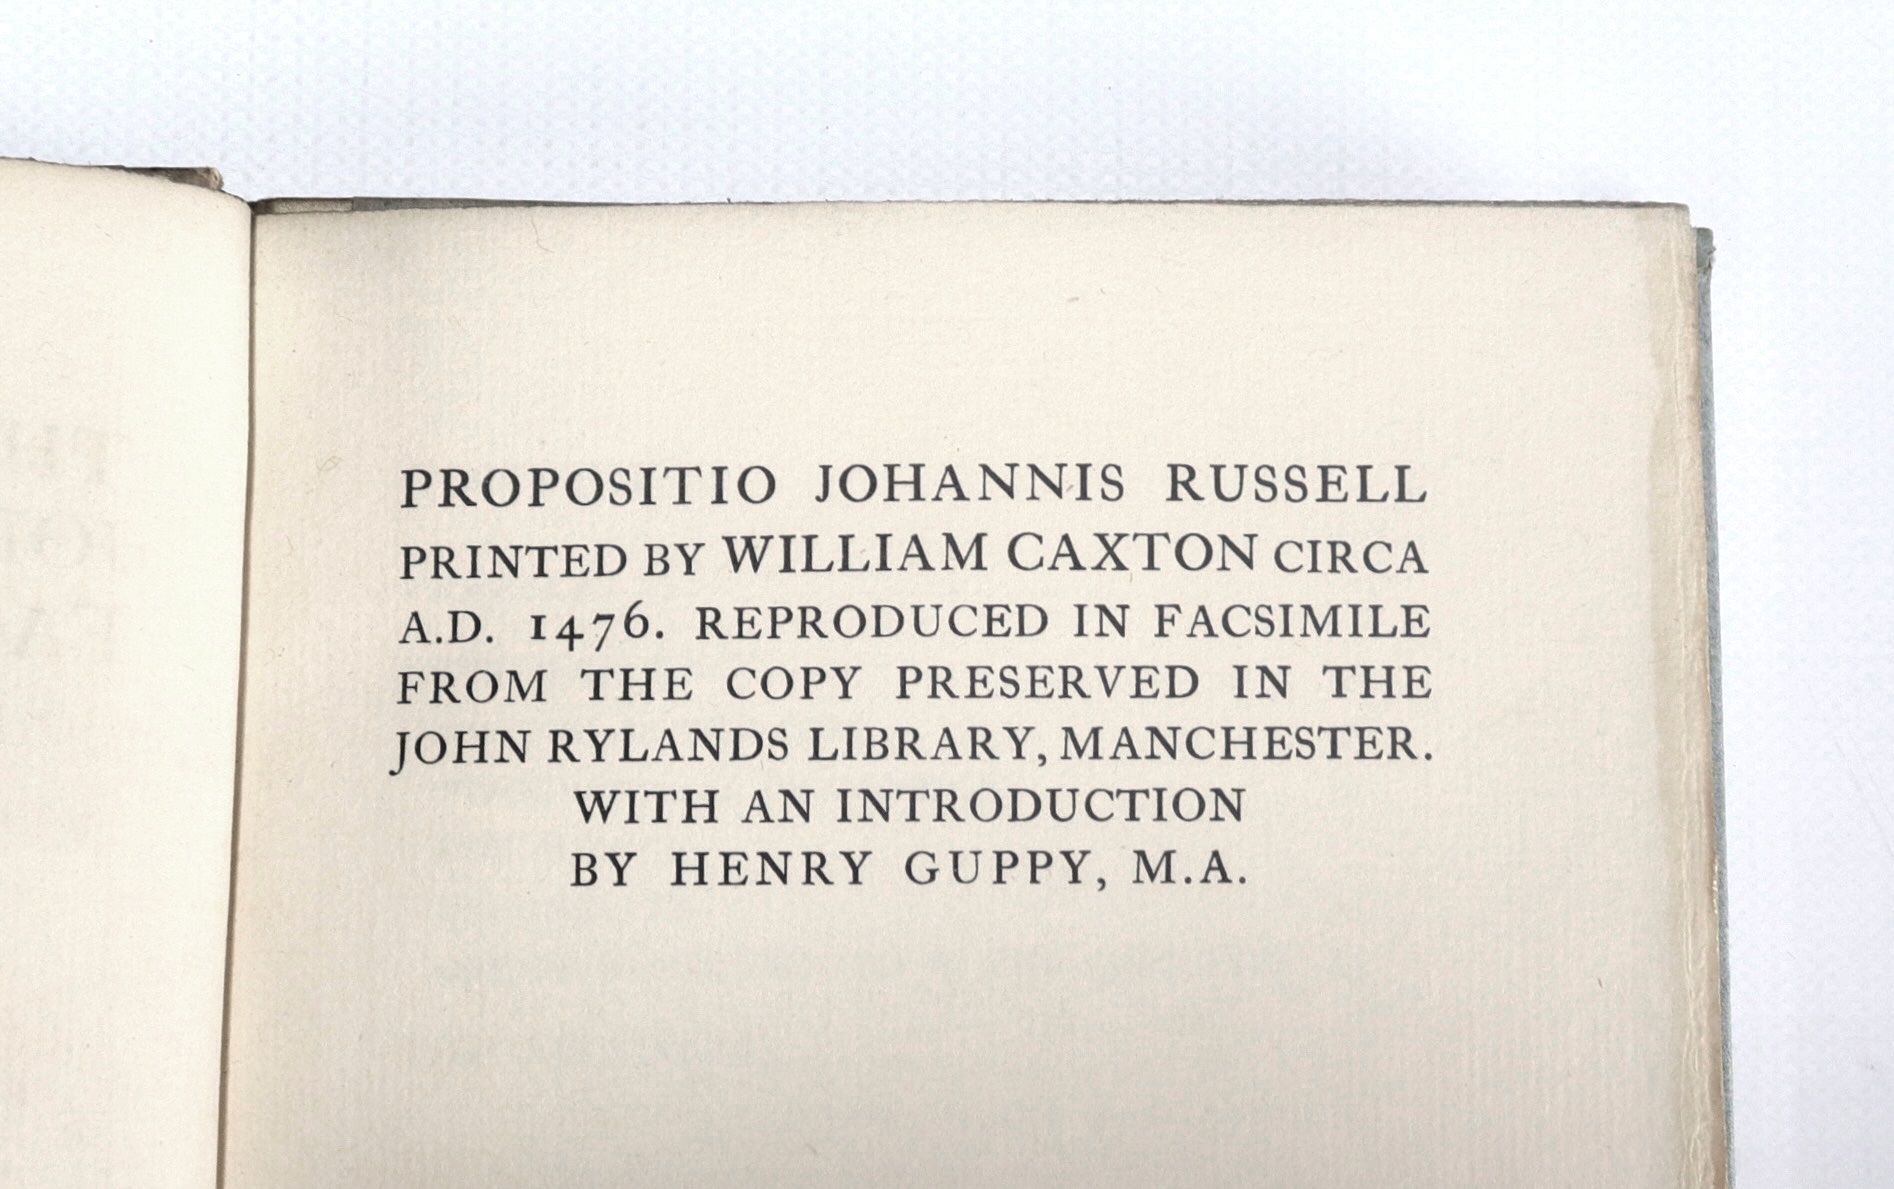 PROPOSITIO JOHANNIS RUSSELL
PRINTED BY WILLIAM CAXTON CIRCA
A.D. 1476. REPRODUCED IN FACSIMILE
FROM THE COPY PRESERVED IN THE
JOHN RYLANDS LIBRARY, MANCHESTER.
WITH AN INTRODUCTION
BY HENRY GUPPY, M.A.